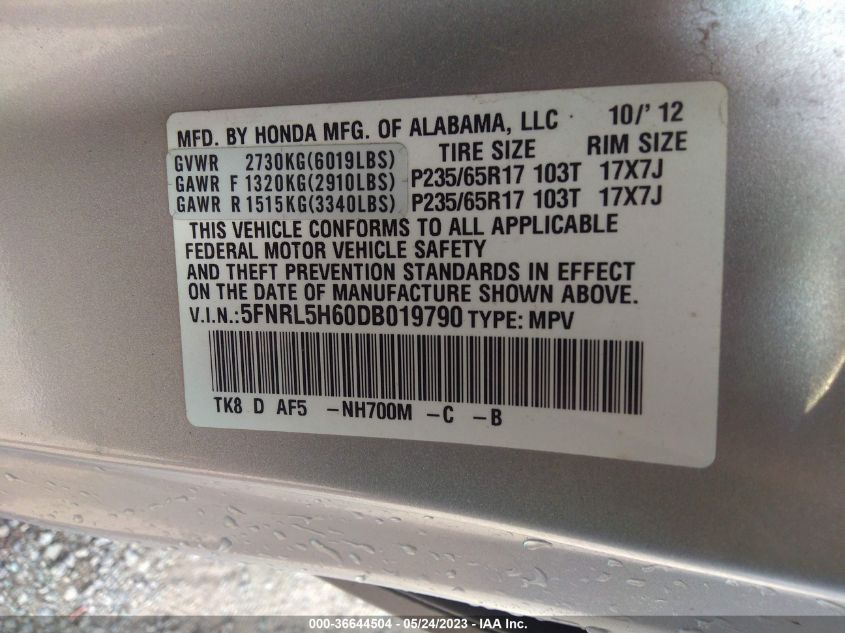 MFD. BY HONDA MFG. OF ALABAMA, LLC 10/'12
TIRE SIZE RIM SIZE
GVWR 2730KG(6019LBS)
GAWR F 1320KG(2910LBS) P235/65R17 103T 17X7J
GAWR R 1515KG(3340LBS) P235/65R17 103T 17X7J
THIS VEHICLE CONFORMS TO ALL APPLICABLE
FEDERAL MOTOR VEHICLE SAFETY
AND THEFT PREVENTION STANDARDS IN EFFECT
ON THE DATE OF MANUFACTURE SHOWN ABOVE.
V.I.N.:5FNRL5H60DB019790 TYPE: MPV
TK8 D AF5 -NH700M -C -B
000-36644504 - 05/24/2023 - IAA Inc.